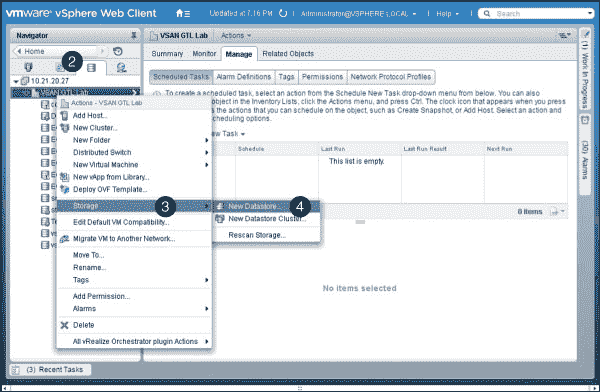 vmware® vSphere Web Client
Updated at 7:16 PM
Administrator@VSPHERE.LOCAL
Help
Search
Navigator
VSAN GTL Lab
Actions
Home
2
Summary
Monitor
Manage
Related Objects
10.21.20.27
VSAN GTL Lab
Scheduled Tasks
Alarm Definitions
Tags
Permissions
Network Protocol Profiles
To create a scheduled task, select an action from the Schedule New Task drop-down menu from below. You can also
object in the Inventory Lists, click the Actions menu, and press Ctrl. The clock icon that appears when you press
the actions that you can schedule on the object, such as Create Snapshot, or Add Host. Select an action and
scheduling options.
New Task
Schedule
Last Run
Last Run Result
Next Run
This list is empty.
0 items
No items selected
Actions - VSAN GTL Lab
Add Host...
New Cluster...
New Folder
Distributed Switch
New Virtual Machine
New vApp from Library...
Deploy OVF Template...
Storage
3
New Datastore...
4
New Datastore Cluster...
Rescan Storage...
Edit Default VM Compatibility...
Migrate VM to Another Network...
Move To...
Rename...
Tags
Add Permission...
Alarms
Delete
All vRealize Orchestrator plugin Actions
(1) Work In Progress
(30) Alarms
(3) Recent Tasks